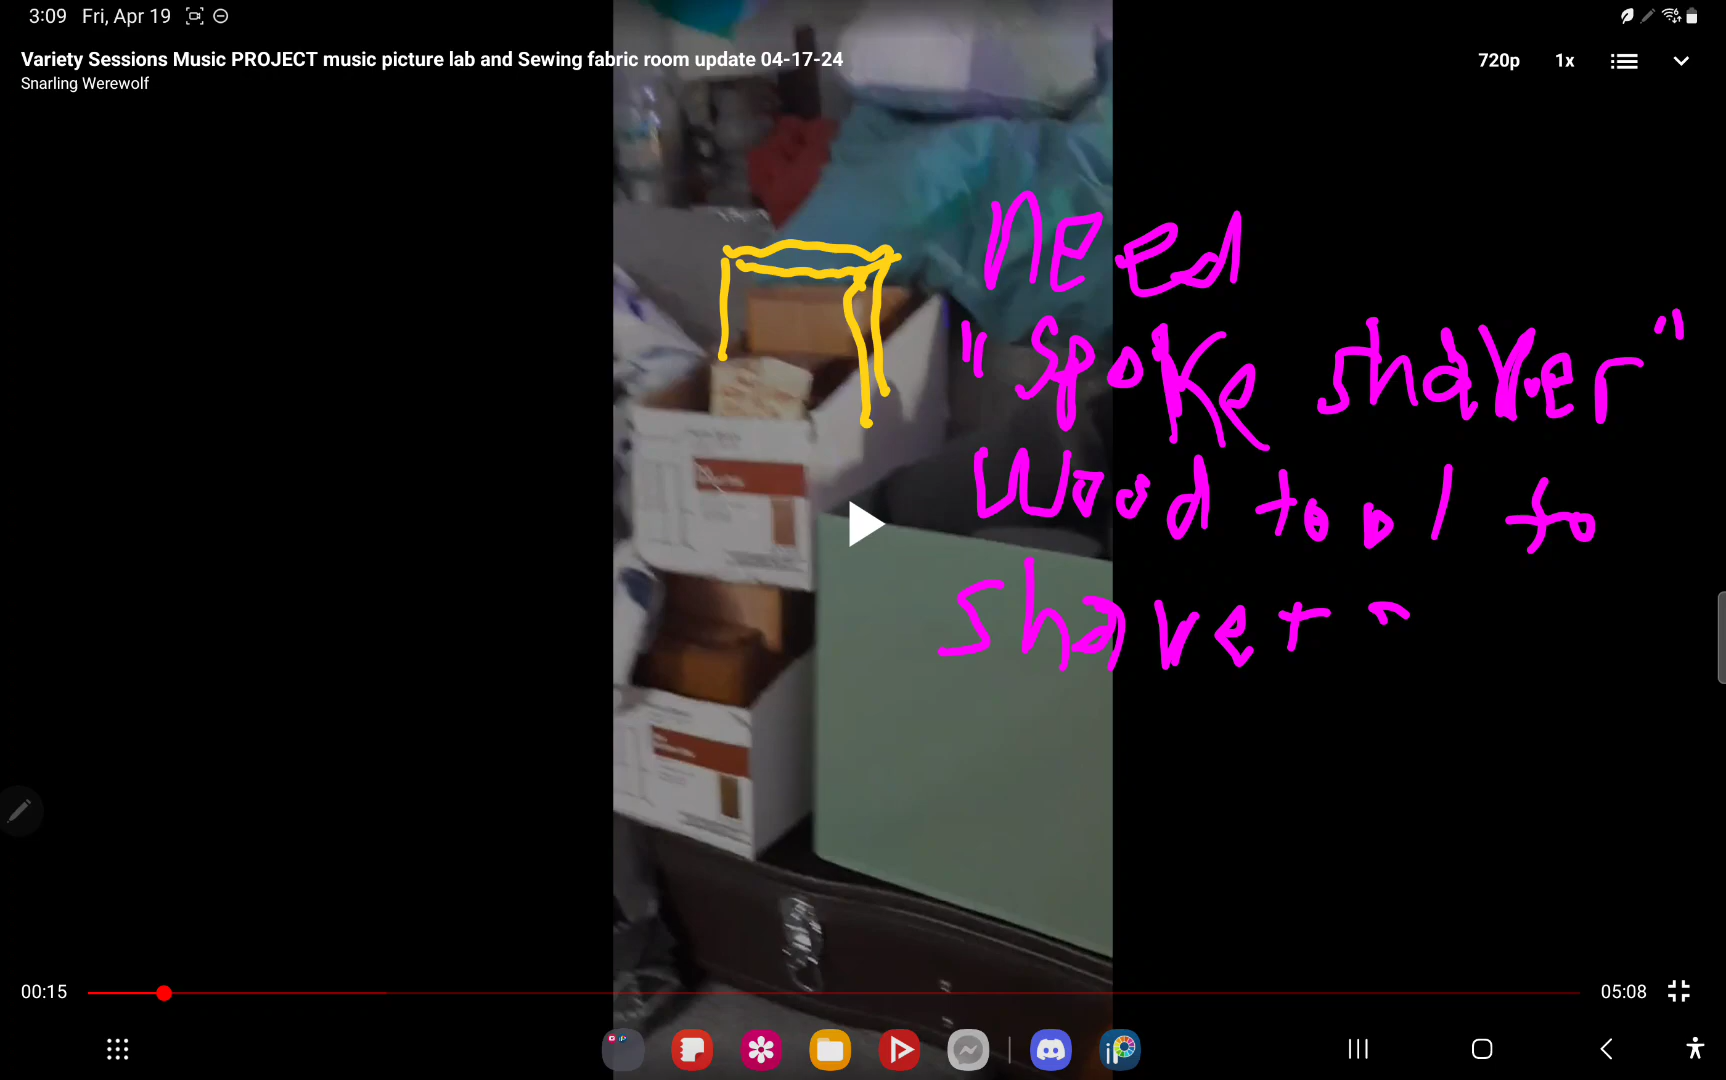 3:09 Fri, Apr 19
Variety Sessions Music PROJECT music picture lab and Sewing fabric room update 04-17-24
Snarling Werewolf
720p 1x
need
"Spoke shaver"
Wood tool to
shaver
00:15
05:08